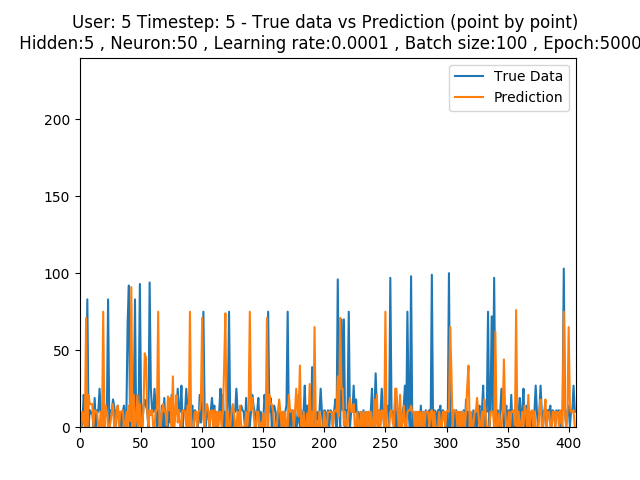 User: 5 Timestep: 5 - True data vs Prediction (point by point)
Hidden:5 , Neuron:50 , Learning rate:0.0001 , Batch size:100 , Epoch:5000
True Data
Prediction
200
150
100
50
0
0 50 100 150 200 250 300 350 400